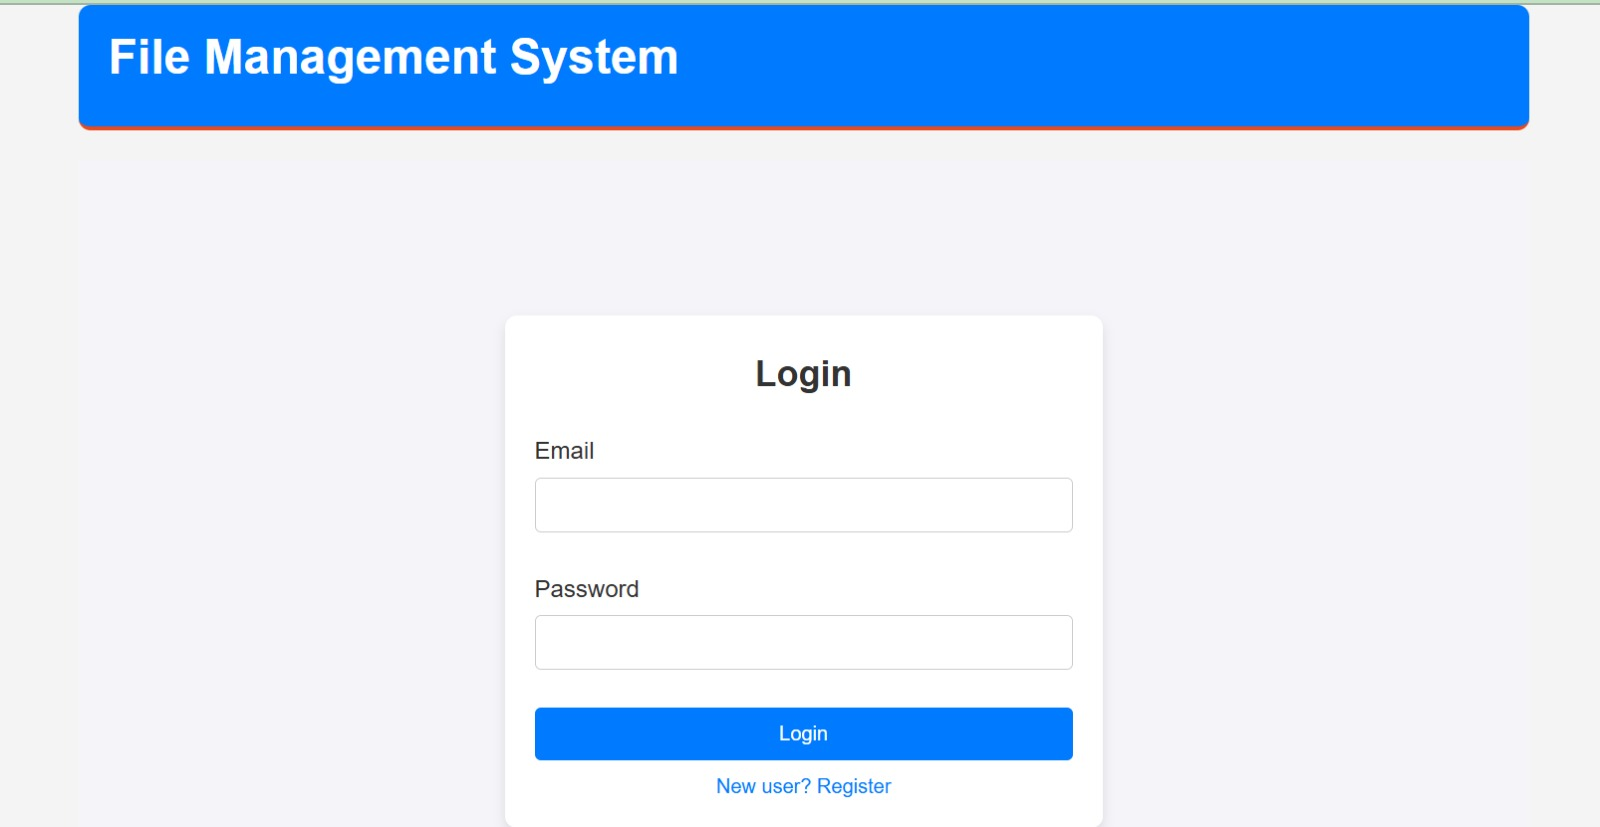 File Management System
Login
Email
Password
Login
New user? Register